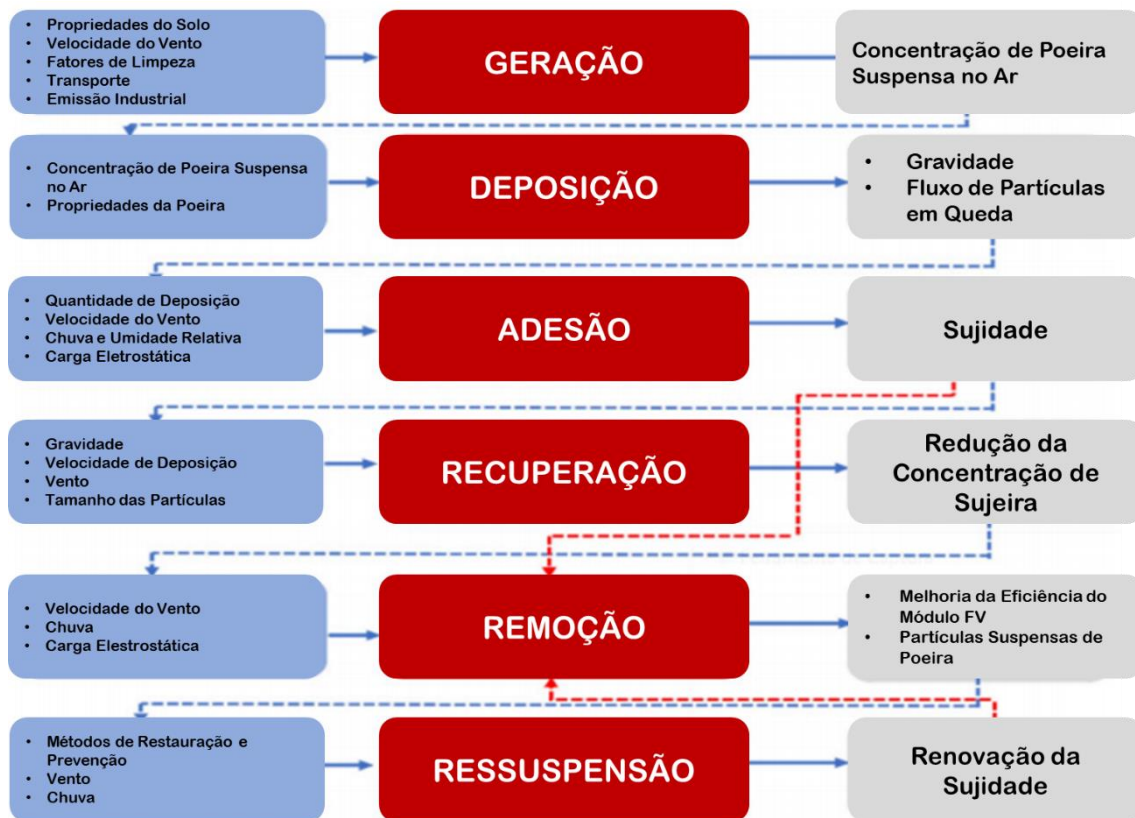 • Propriedades do Solo
• Velocidade do Vento
• Fatores de Limpeza
• Transporte
• Emissão Industrial
GERAÇÃO
Concentração de Poeira
Suspensa no Ar
• Concentração de Poeira Suspensa
no Ar
• Propriedades da Poeira
DEPOSIÇÃO
• Gravidade
• Fluxo de Partículas
em Queda
• Quantidade de Deposição
• Velocidade do Vento
• Chuva e Umidade Relativa
• Carga Eletrostática
ADESÃO
Sujidade
• Gravidade
• Velocidade de Deposição
• Vento
• Tamanho das Partículas
RECUPERAÇÃO
Redução da
Concentração de
Sujeira
• Velocidade do Vento
• Chuva
• Carga Elestrostática
REMOÇÃO
• Melhoria da Eficiência do
Módulo FV
• Partículas Suspensas de
Poeira
• Métodos de Restauração e
Prevenção
• Vento
• Chuva
RESSUSPENSÃO
Renovação da
Sujidade